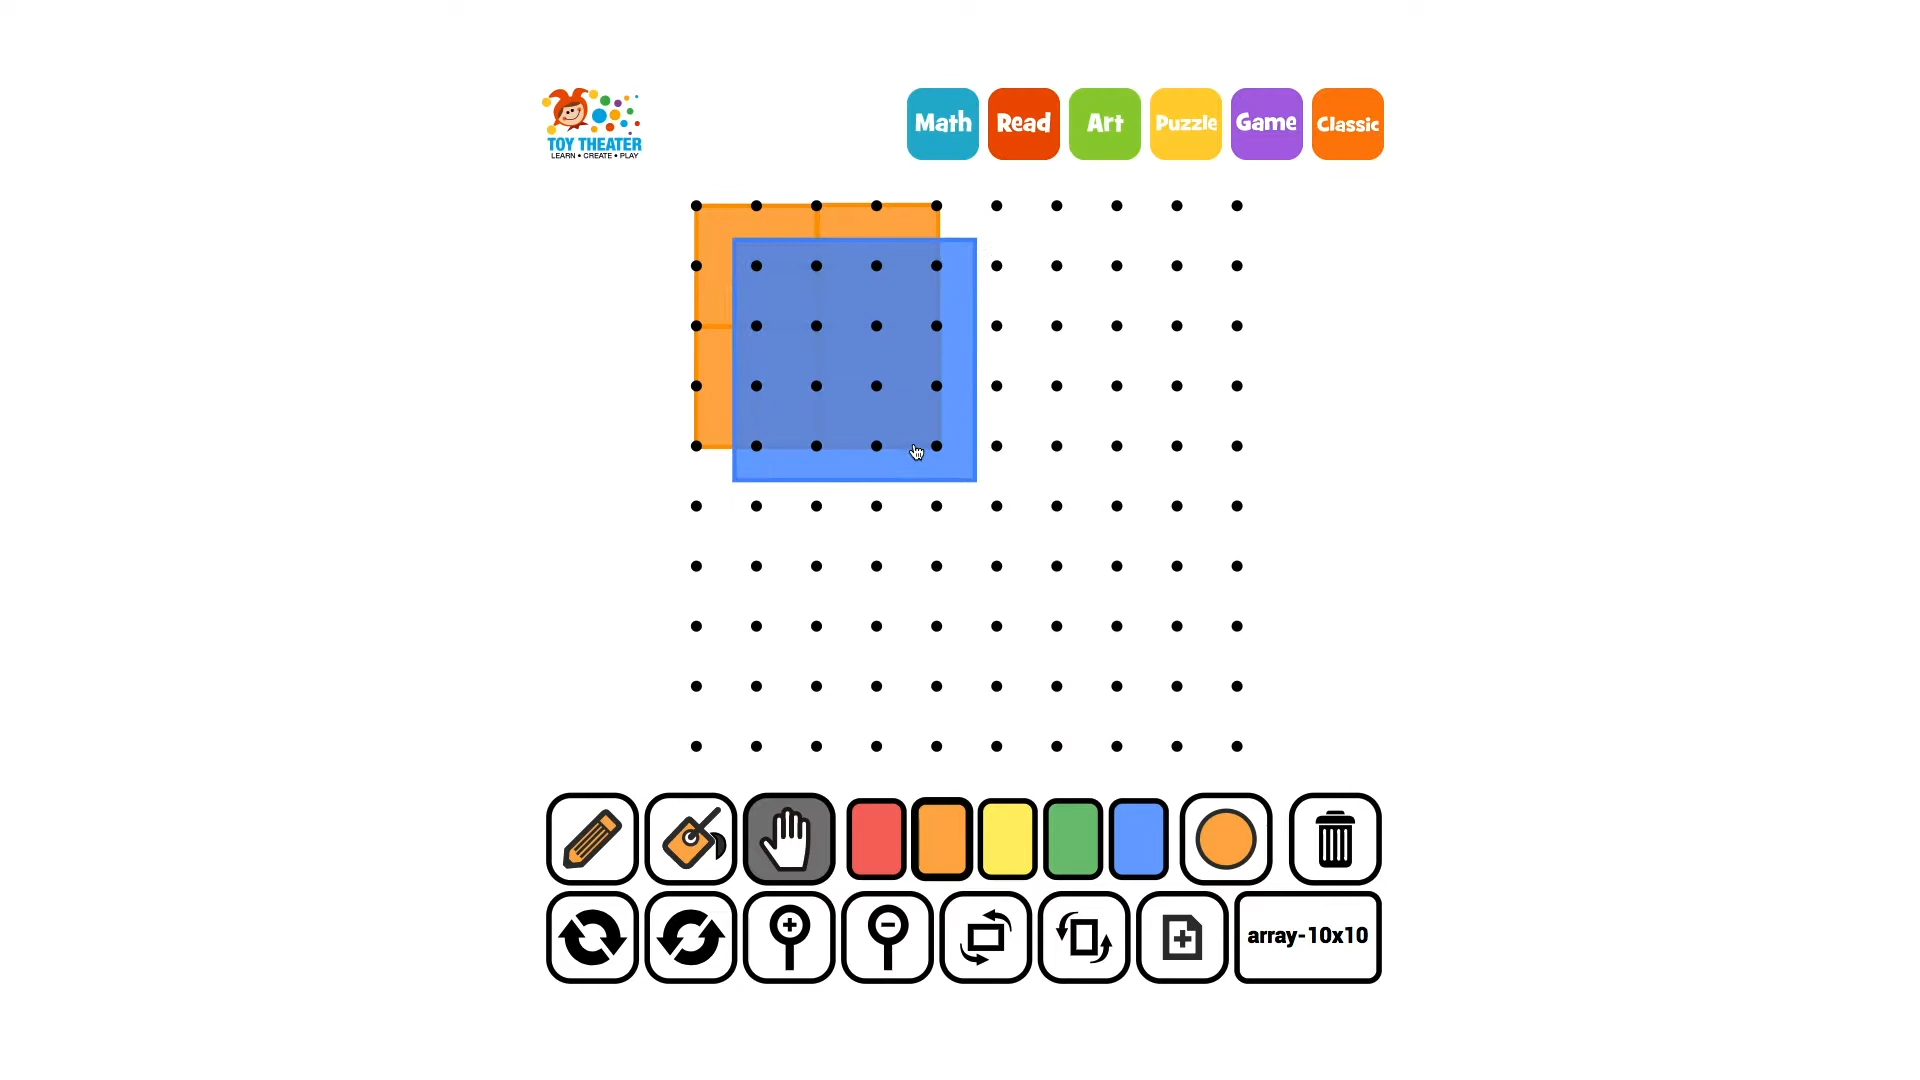 TOY THEATER
LEARN • CREATE • PLAY
Math
Read
Art
Puzzle
Game
Classic
array-10x10